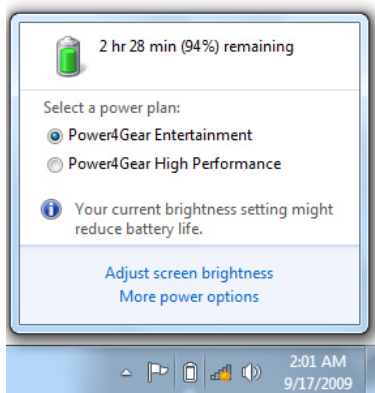 2 hr 28 min (94%) remaining
Select a power plan:
Power4Gear Entertainment
Power4Gear High Performance
Your current brightness setting might
reduce battery life.
Adjust screen brightness
More power options
2:01 AM
9/17/2009